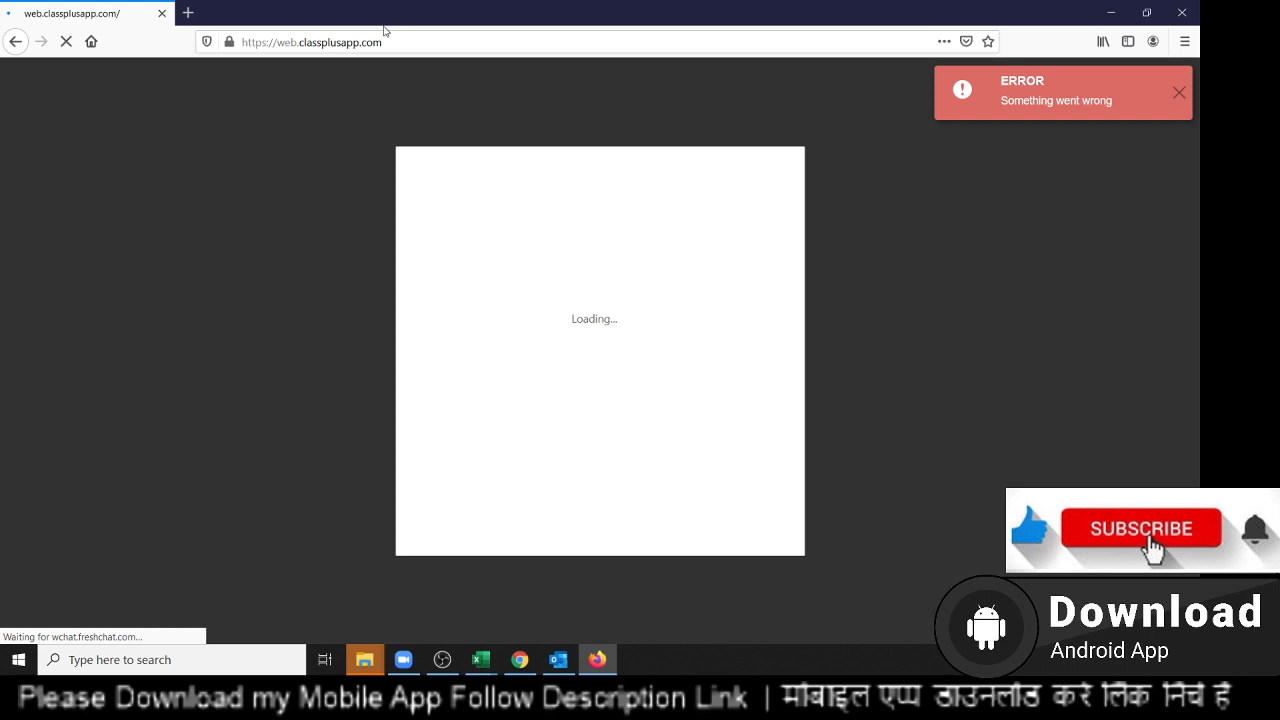 web.classplusapp.com/
https://web.classplusapp.com
ERROR
Something went wrong
Loading...
SUBSCRIBE
Waiting for wchat.freshchat.com...
Download
Android App
Type here to search
Please Download my Mobile App Follow Description Link | मोबाइल एप्प डाउनलोड करे लिंक निचे है